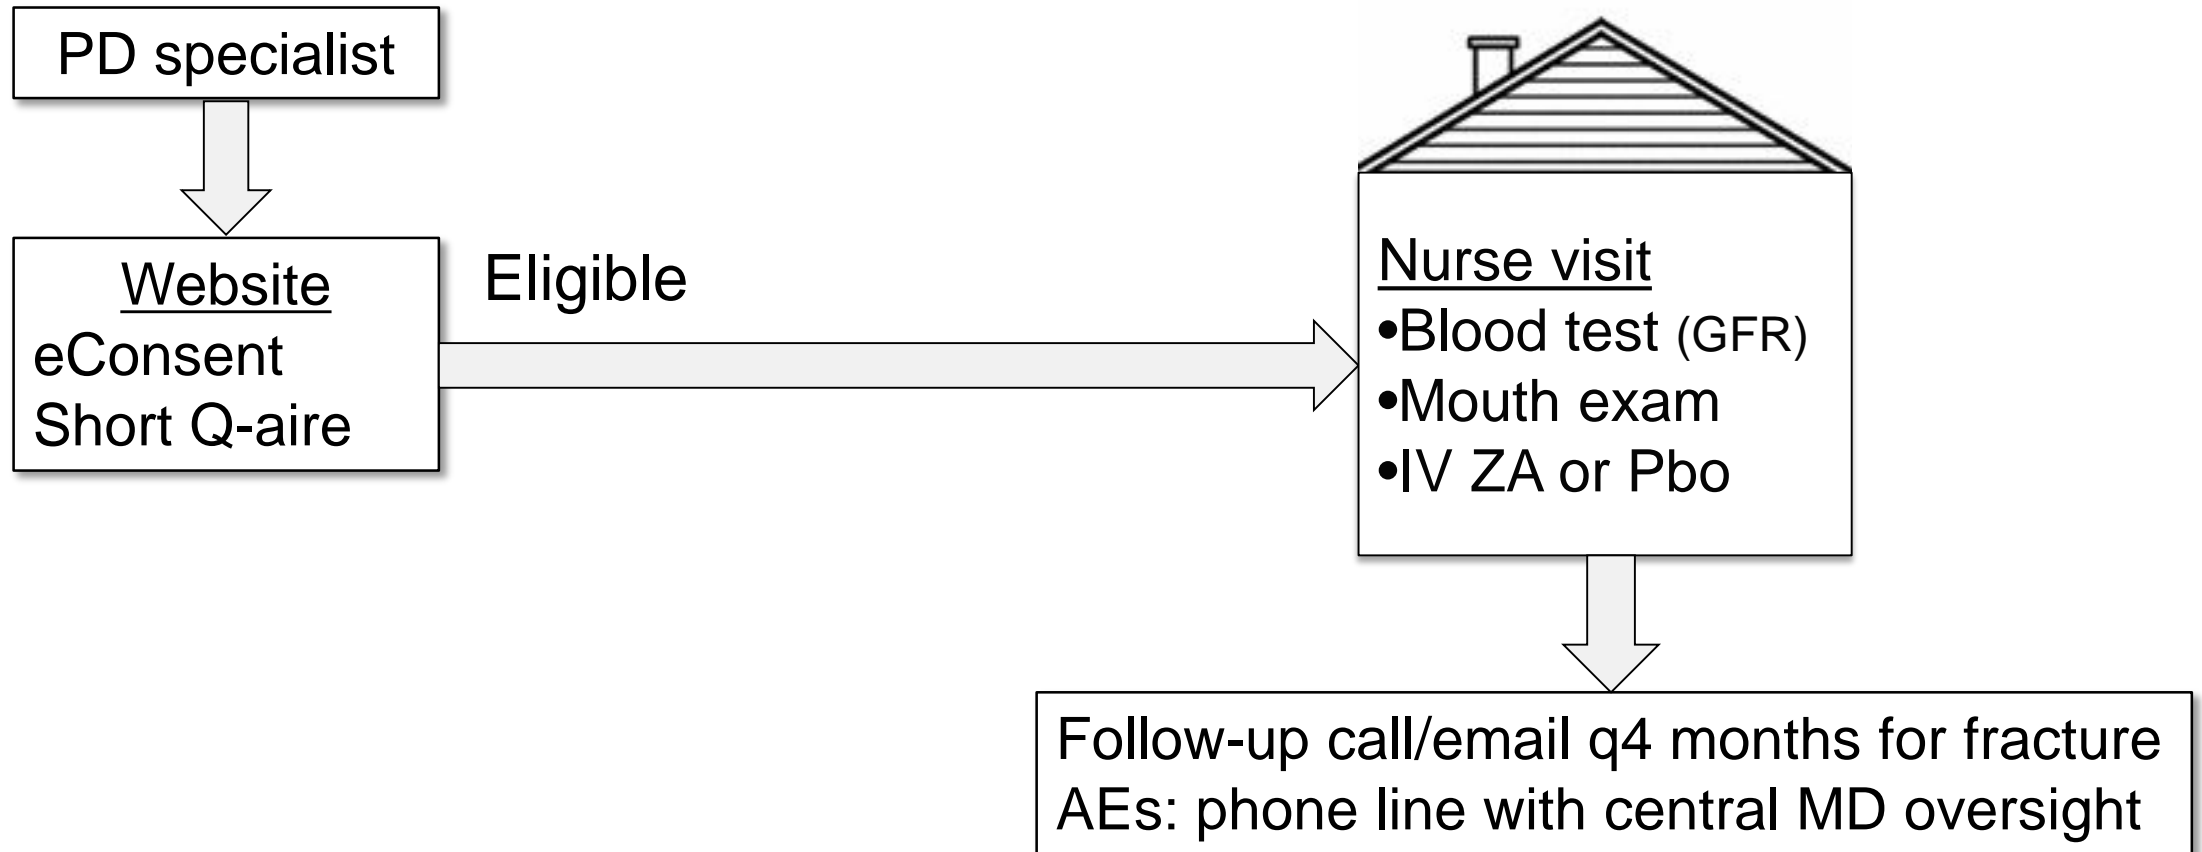 PD specialist
Website
eConsent
Short Q-aire
Eligible
Nurse visit
•Blood test (GFR)
•Mouth exam
•IV ZA or Pbo
Follow-up call/email q4 months for fracture
AEs: phone line with central MD oversight